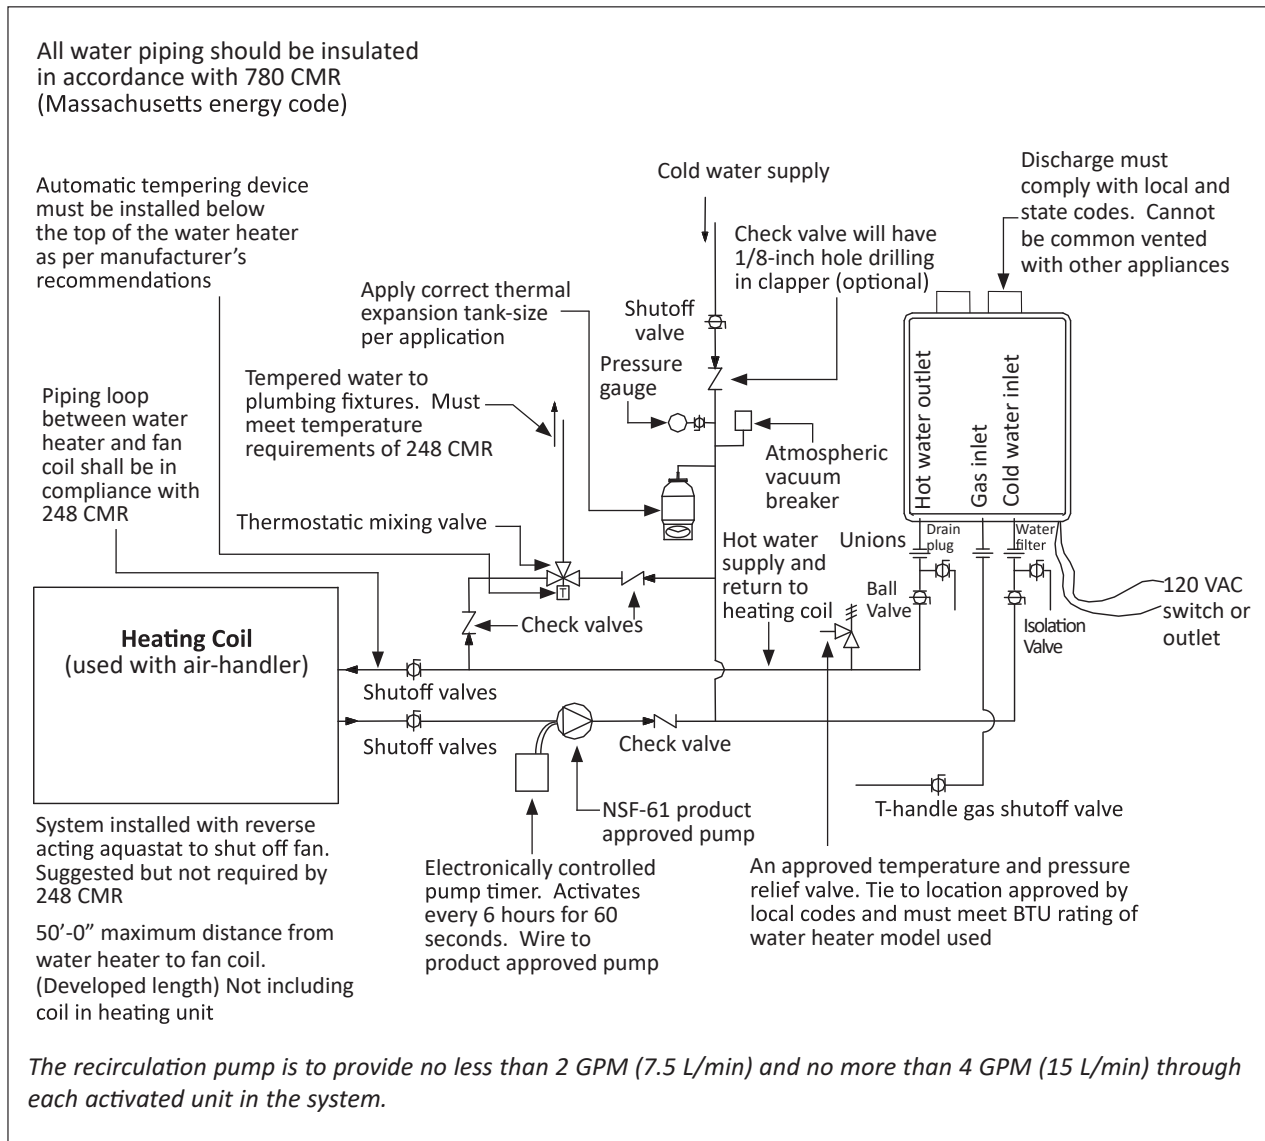 All water piping should be insulated
in accordance with 780 CMR
(Massachusetts energy code)
Cold water supply
Discharge must
comply with local and
state codes.  Cannot
be common vented
with other appliances
Automatic tempering device
must be installed below
the top of the water heater
as per manufacturer's
recommendations
Check valve will have
1/8-inch hole drilling
in clapper (optional)
Apply correct thermal
expansion tank-size
per application
Shutoff
valve
Pressure
gauge
Tempered water to
plumbing fixtures.  Must
meet temperature
requirements of 248 CMR
Piping loop
between water
heater and fan
coil shall be in
compliance with
248 CMR
Atmospheric
vacuum
breaker
Hot water outlet
Gas inlet
Cold water inlet
Thermostatic mixing valve
Hot water
supply and
return to
heating coil
Unions
Drain
plug
Water
filter
Ball
Valve
Isolation
Valve
120 VAC
switch or
outlet
T
Check valves
Heating Coil
(used with air-handler)
Shutoff valves
Shutoff valves
Check valve
NSF-61 product
approved pump
T-handle gas shutoff valve
System installed with reverse
acting aquastat to shut off fan.
Suggested but not required by
248 CMR
50'-0" maximum distance from
water heater to fan coil.
(Developed length) Not including
coil in heating unit
Electronically controlled
pump timer.  Activates
every 6 hours for 60
seconds.  Wire to
product approved pump
An approved temperature and pressure
relief valve. Tie to location approved by
local codes and must meet BTU rating of
water heater model used
The recirculation pump is to provide no less than 2 GPM (7.5 L/min) and no more than 4 GPM (15 L/min) through
each activated unit in the system.